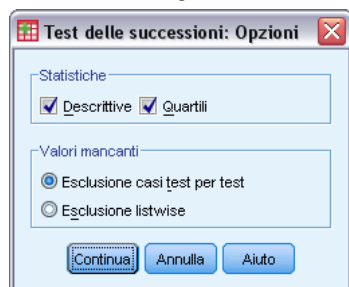 Test delle successioni: Opzioni
Statistiche
Descrittive Quartili
Valori mancanti
Esclusione casi test per test
Esclusione listwise
Continua Annulla Aiuto